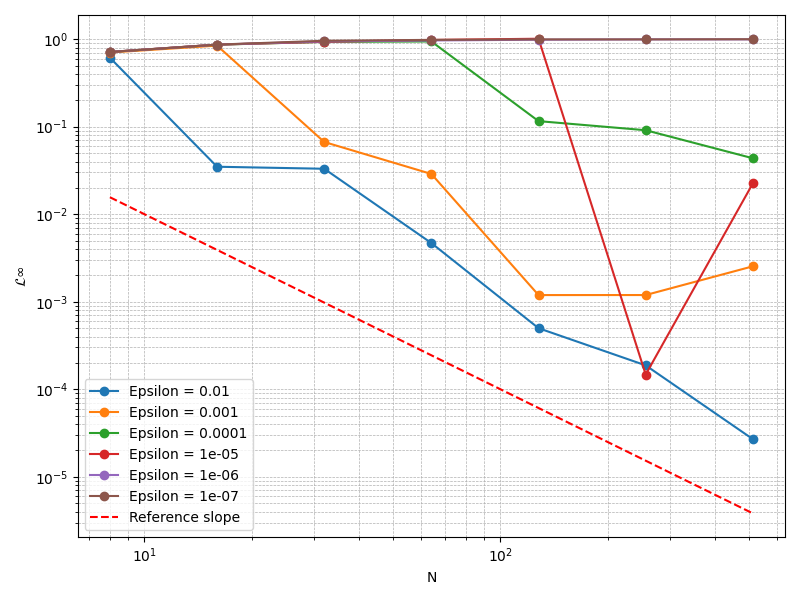 10⁰
10⁻¹
10⁻²
10⁻³
10⁻⁴
10⁻⁵
ℒ∞
Epsilon = 0.01
Epsilon = 0.001
Epsilon = 0.0001
Epsilon = 1e-05
Epsilon = 1e-06
Epsilon = 1e-07
Reference slope
10¹ 10²
N